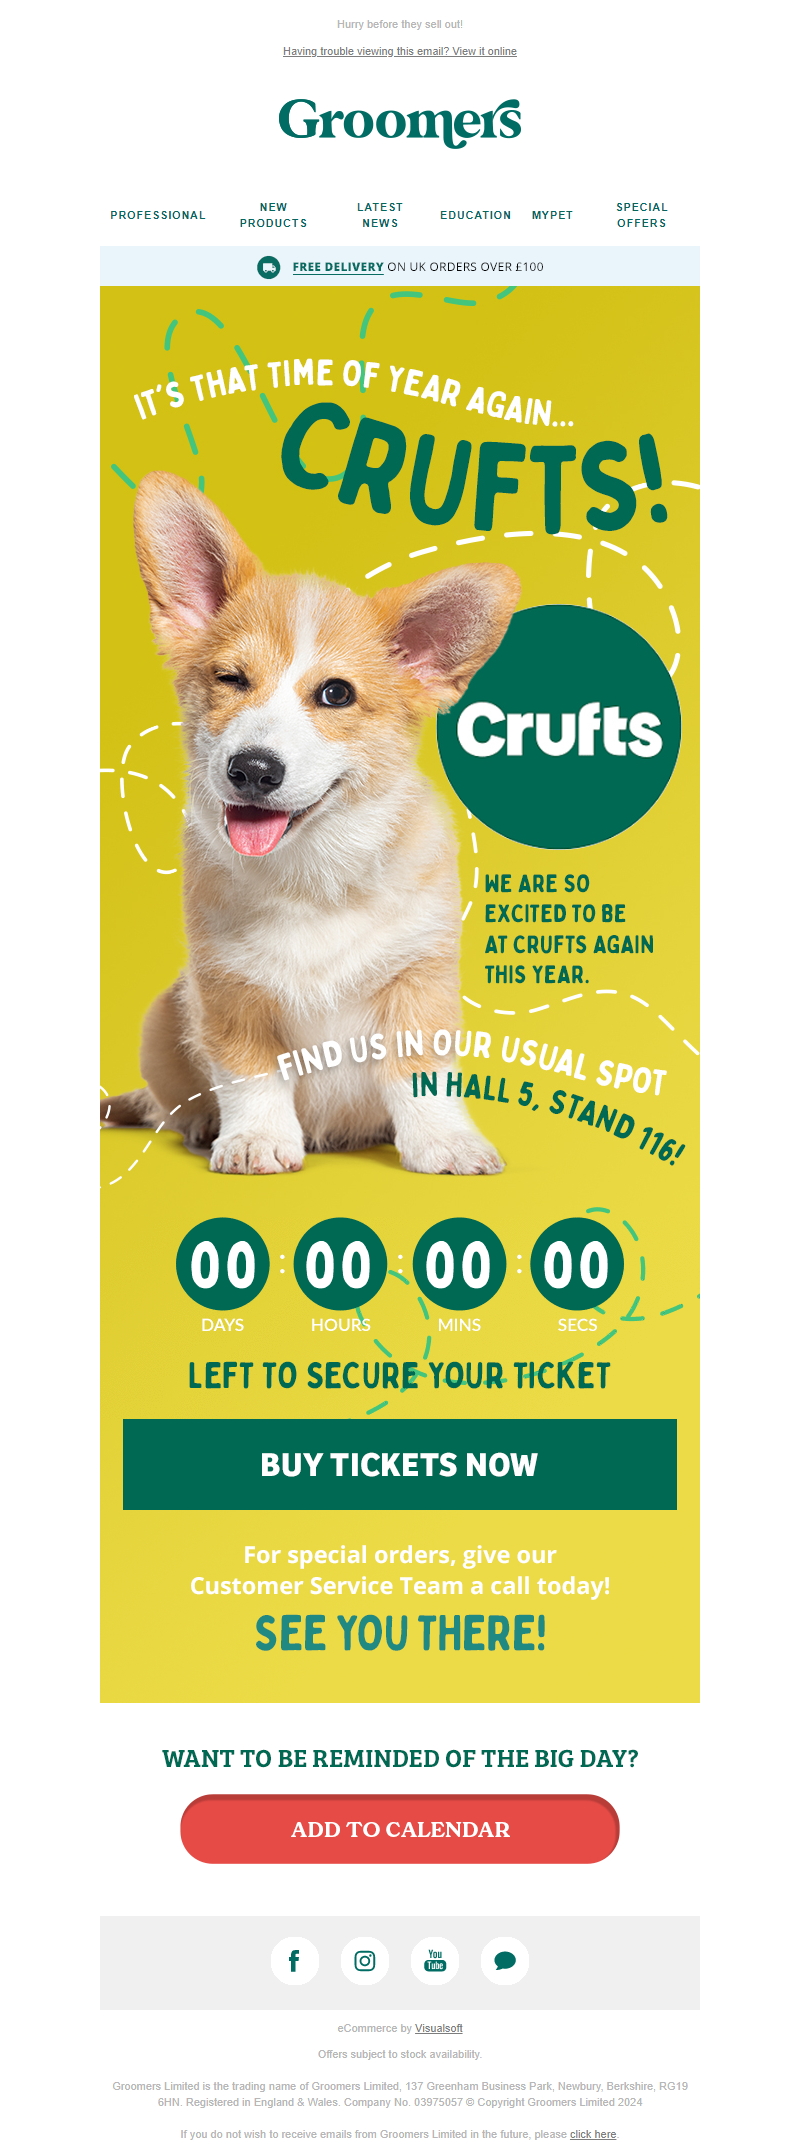 Hurry before they sell out!
Having trouble viewing this email? View it online
Groomers
PROFESSIONAL
NEW
PRODUCTS
LATEST
NEWS
EDUCATION
MYPET
SPECIAL
OFFERS
FREE DELIVERY ON UK ORDERS OVER £100
IT'S THAT TIME OF YEAR AGAIN...
CRUFTS!
Crufts
WE ARE SO
EXCITED TO BE
AT CRUFTS AGAIN
THIS YEAR.
FIND US IN OUR USUAL SPOT
IN HALL 5, STAND 116!
00 : 00 : 00 : 00
DAYS HOURS MINS SECS
LEFT TO SECURE YOUR TICKET
BUY TICKETS NOW
For special orders, give our
Customer Service Team a call today!
SEE YOU THERE!
WANT TO BE REMINDED OF THE BIG DAY?
ADD TO CALENDAR
You
Tube
eCommerce by Visualsoft
Offers subject to stock availability.
Groomers Limited is the trading name of Groomers Limited, 137 Greenham Business Park, Newbury, Berkshire, RG19
6HN. Registered in England & Wales. Company No. 03975057 © Copyright Groomers Limited 2024
If you do not wish to receive emails from Groomers Limited in the future, please click here.